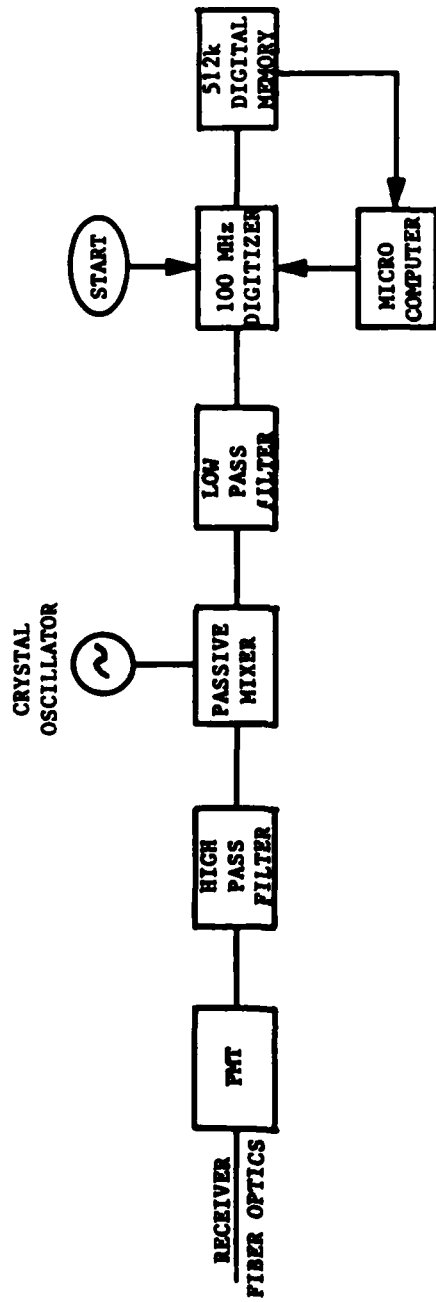 RECEIVER
FIBER OPTICS
PMT
HIGH
PASS
FILTER
CRYSTAL
OSCILLATOR
PASSIVE
MIXER
LOW
PASS
FILTER
START
100 MHz
DIGITIZER
512k
DIGITAL
MEMORY
MICRO
COMPUTER